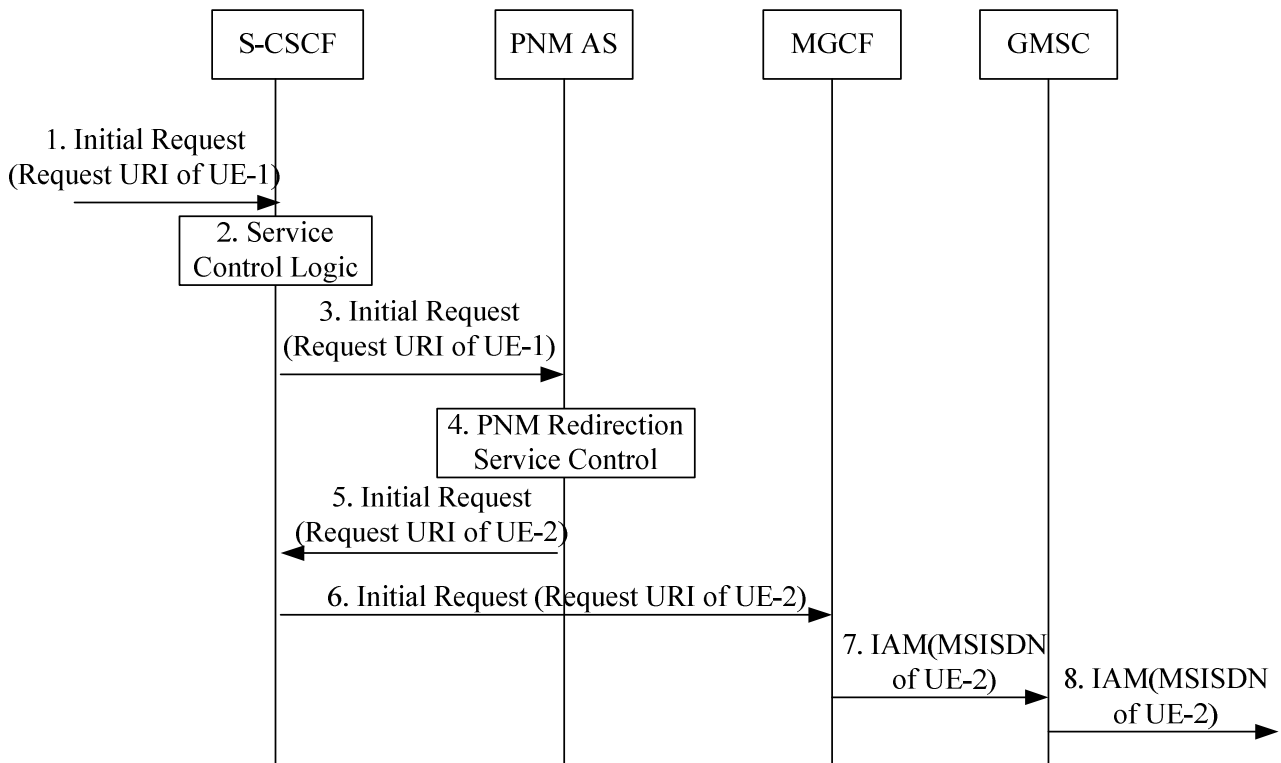 S-CSCF
PNM AS
MGCF
GMSC
1. Initial Request
(Request URI of UE-1)
2. Service
Control Logic
3. Initial Request
(Request URI of UE-1)
4. PNM Redirection
Service Control
5. Initial Request
(Request URI of UE-2)
6. Initial Request (Request URI of UE-2)
7. IAM(MSISDN
of UE-2)
8. IAM(MSISDN
of UE-2)